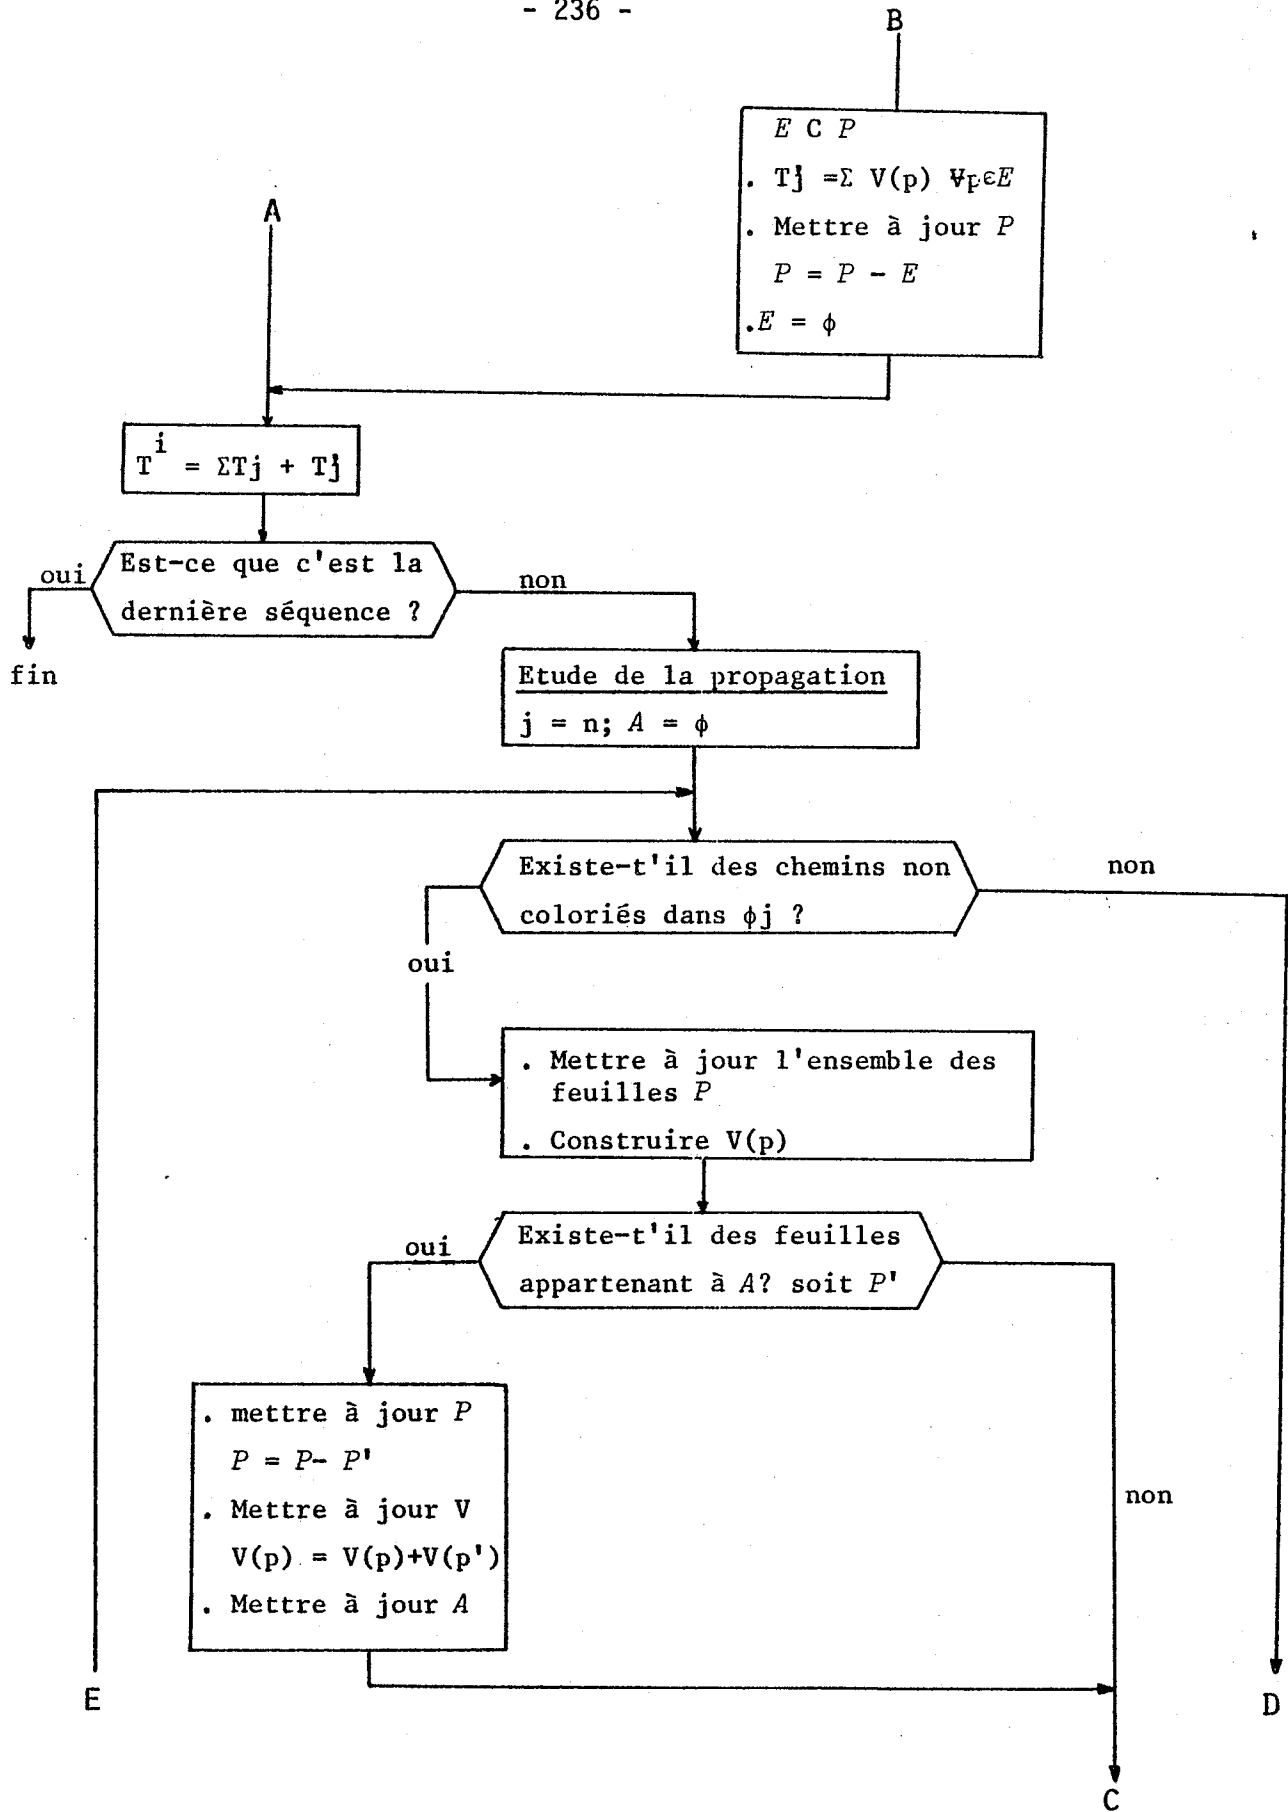 - 236 -
B
E C P
. T'j =Σ V(p) ∀pεE
. Mettre à jour P
P = P - E
.E = φ
A
T^i = ΣTj + T'j
Est-ce que c'est la
dernière séquence ?
oui
non
fin
Etude de la propagation
j = n; A = φ
Existe-t'il des chemins non
coloriés dans φj ?
non
oui
. Mettre à jour l'ensemble des
feuilles P
. Construire V(p)
Existe-t'il des feuilles
appartenant à A? soit P'
oui
. mettre à jour P
P = P- P'
. Mettre à jour V
V(p) = V(p)+V(p')
. Mettre à jour A
non
E
D
C